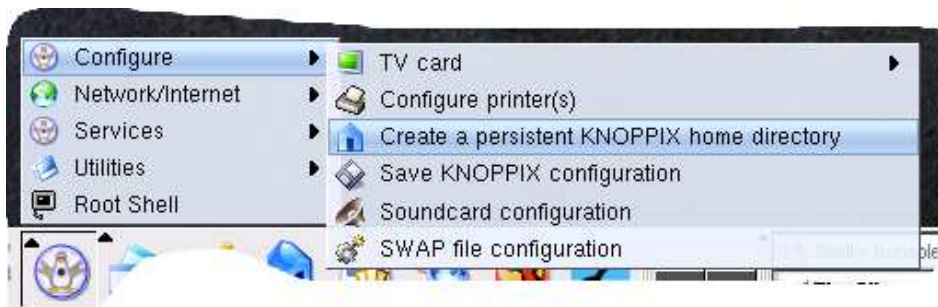 Configure
Network/Internet
Services
Utilities
Root Shell
TV card
Configure printer(s)
Create a persistent KNOPPIX home directory
Save KNOPPIX configuration
Soundcard configuration
SWAP file configuration